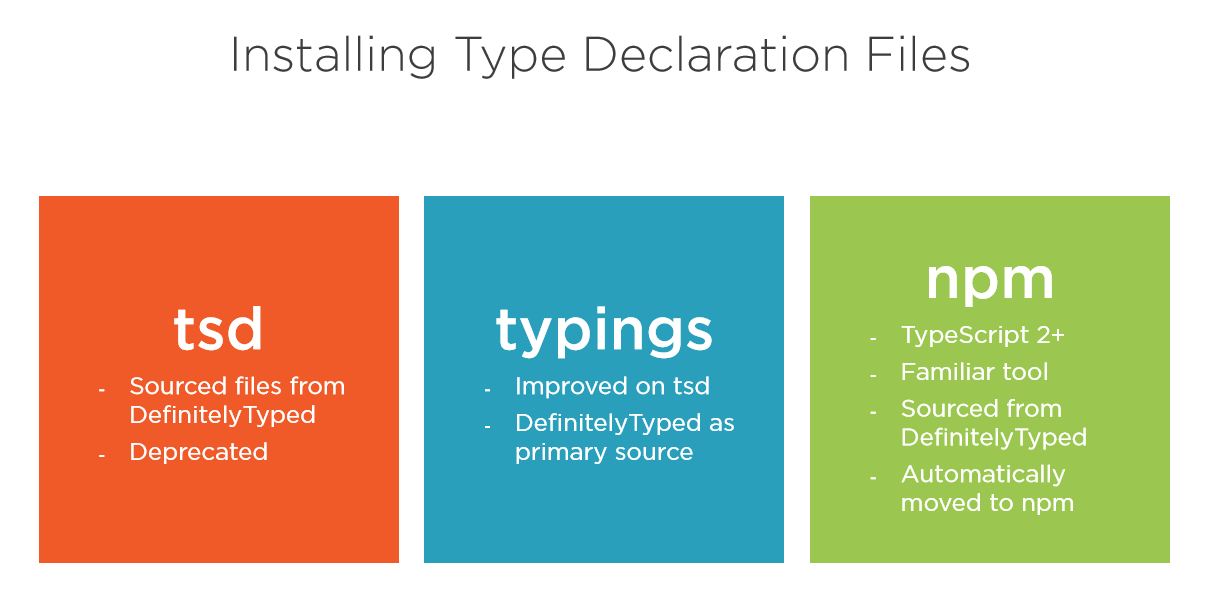 Installing Type Declaration Files
tsd
- Sourced files from
DefinitelyTyped
- Deprecated
typings
- Improved on tsd
- DefinitelyTyped as
primary source
npm
- TypeScript 2+
- Familiar tool
- Sourced from
DefinitelyTyped
- Automatically
moved to npm